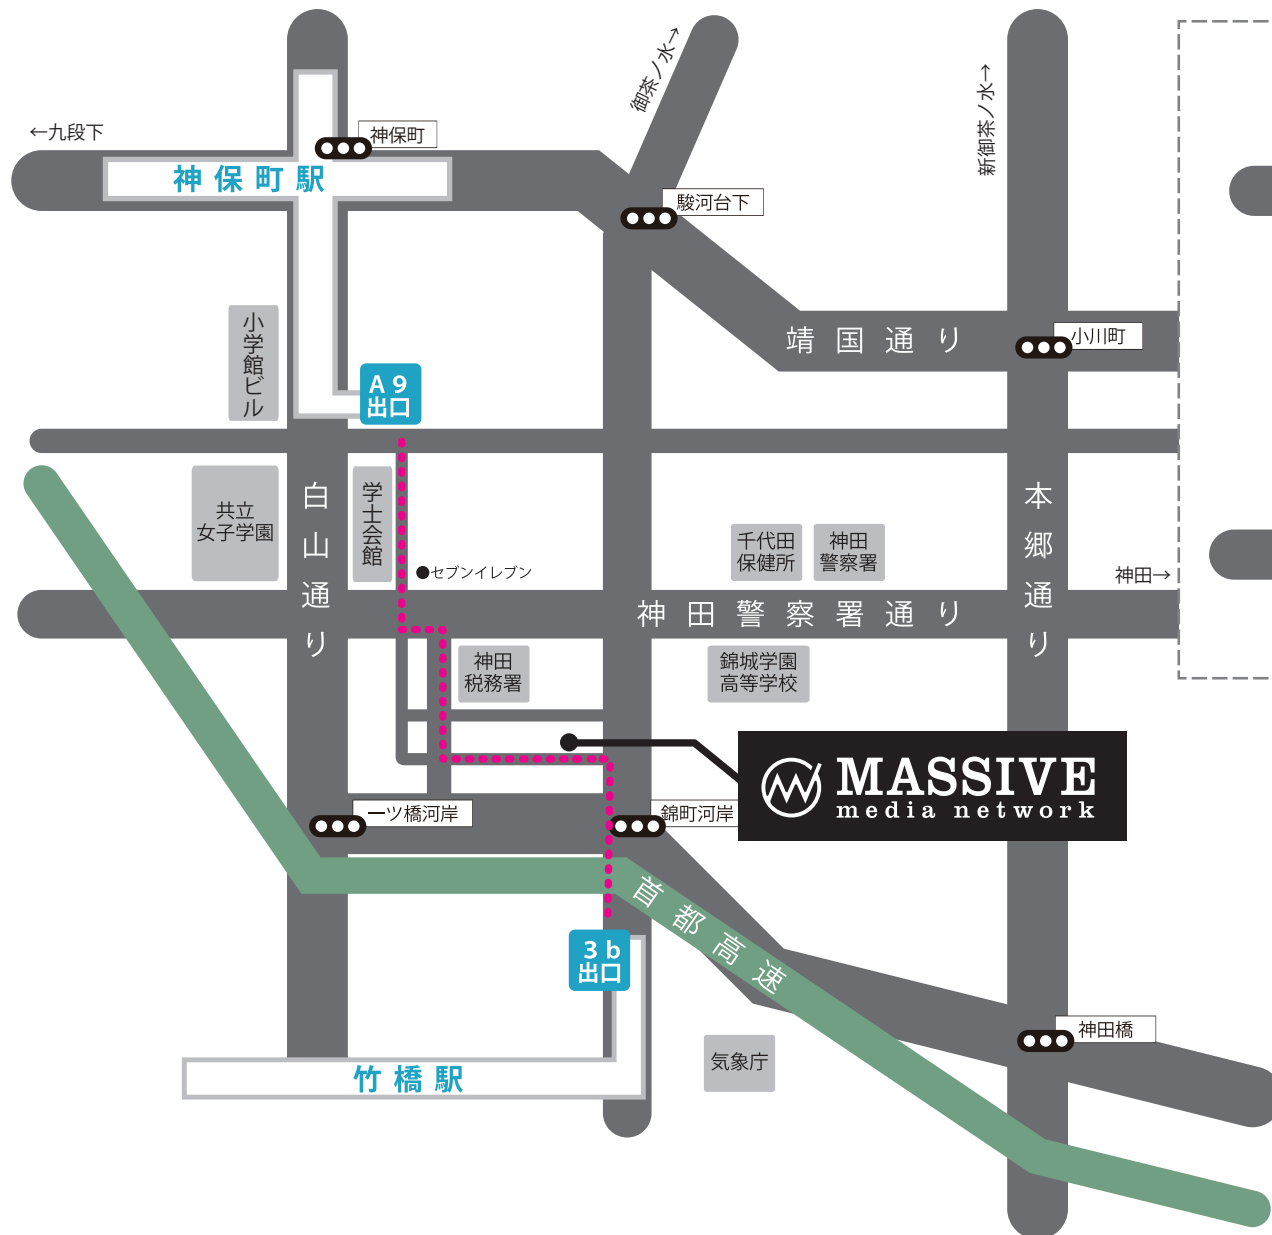 御茶ノ水→
新御茶ノ水→
←九段下
神保町
神保町駅
駿河台下
小学館ビル
靖国通り
小川町
A9
出口
共立
女子学園
白山通り
学士会館
本郷通り
千代田
保健所
神田
警察署
セブンイレブン
神田→
神田警察署通り
神田
税務署
錦城学園
高等学校
MASSIVE
media network
一ツ橋河岸
錦町河岸
首都高速
3b
出口
神田橋
気象庁
竹橋駅